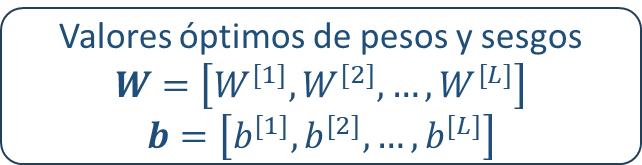 Valores óptimos de pesos y sesgos
W = [W^{[1]}, W^{[2]}, ..., W^{[L]}]
b = [b^{[1]}, b^{[2]}, ..., b^{[L]}]